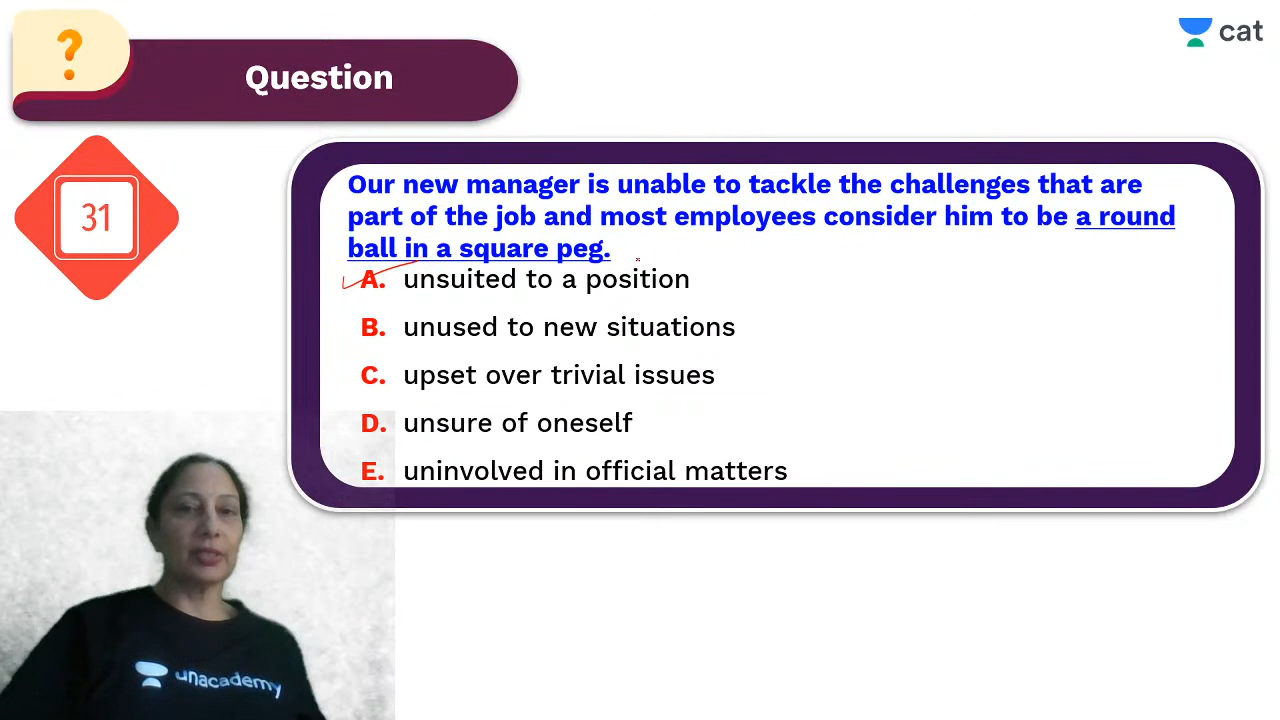 ?
Question
cat
31
Our new manager is unable to tackle the challenges that are
part of the job and most employees consider him to be a round
ball in a square peg.
A. unsuited to a position
B. unused to new situations
C. upset over trivial issues
D. unsure of oneself
E. uninvolved in official matters
unacademy